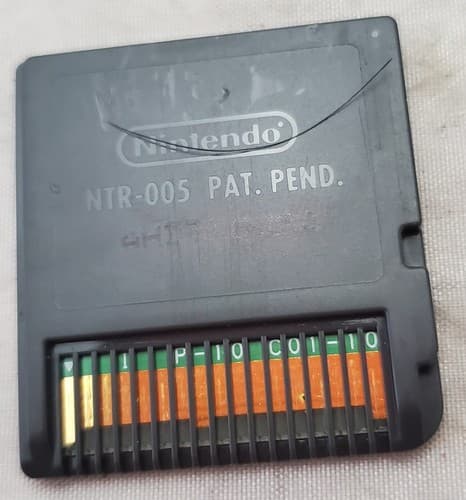 Nintendo®
NTR-005 PAT. PEND.
I P-10 C01-10